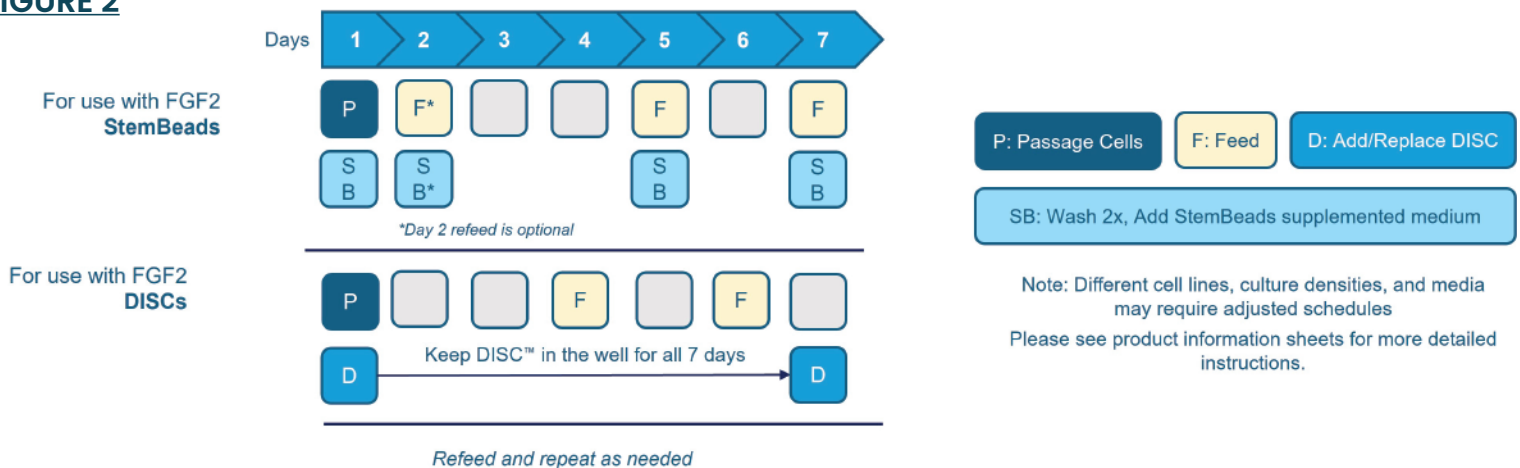 FIGURE 2
Days 1 2 3 4 5 6 7
For use with FGF2
StemBeads
P F* F F
S S S S
B B* B B
*Day 2 refeed is optional
For use with FGF2
DISCs
P F F
Keep DISC™ in the well for all 7 days
D D
Refeed and repeat as needed
P: Passage Cells F: Feed D: Add/Replace DISC
SB: Wash 2x, Add StemBeads supplemented medium
Note: Different cell lines, culture densities, and media
may require adjusted schedules
Please see product information sheets for more detailed
instructions.